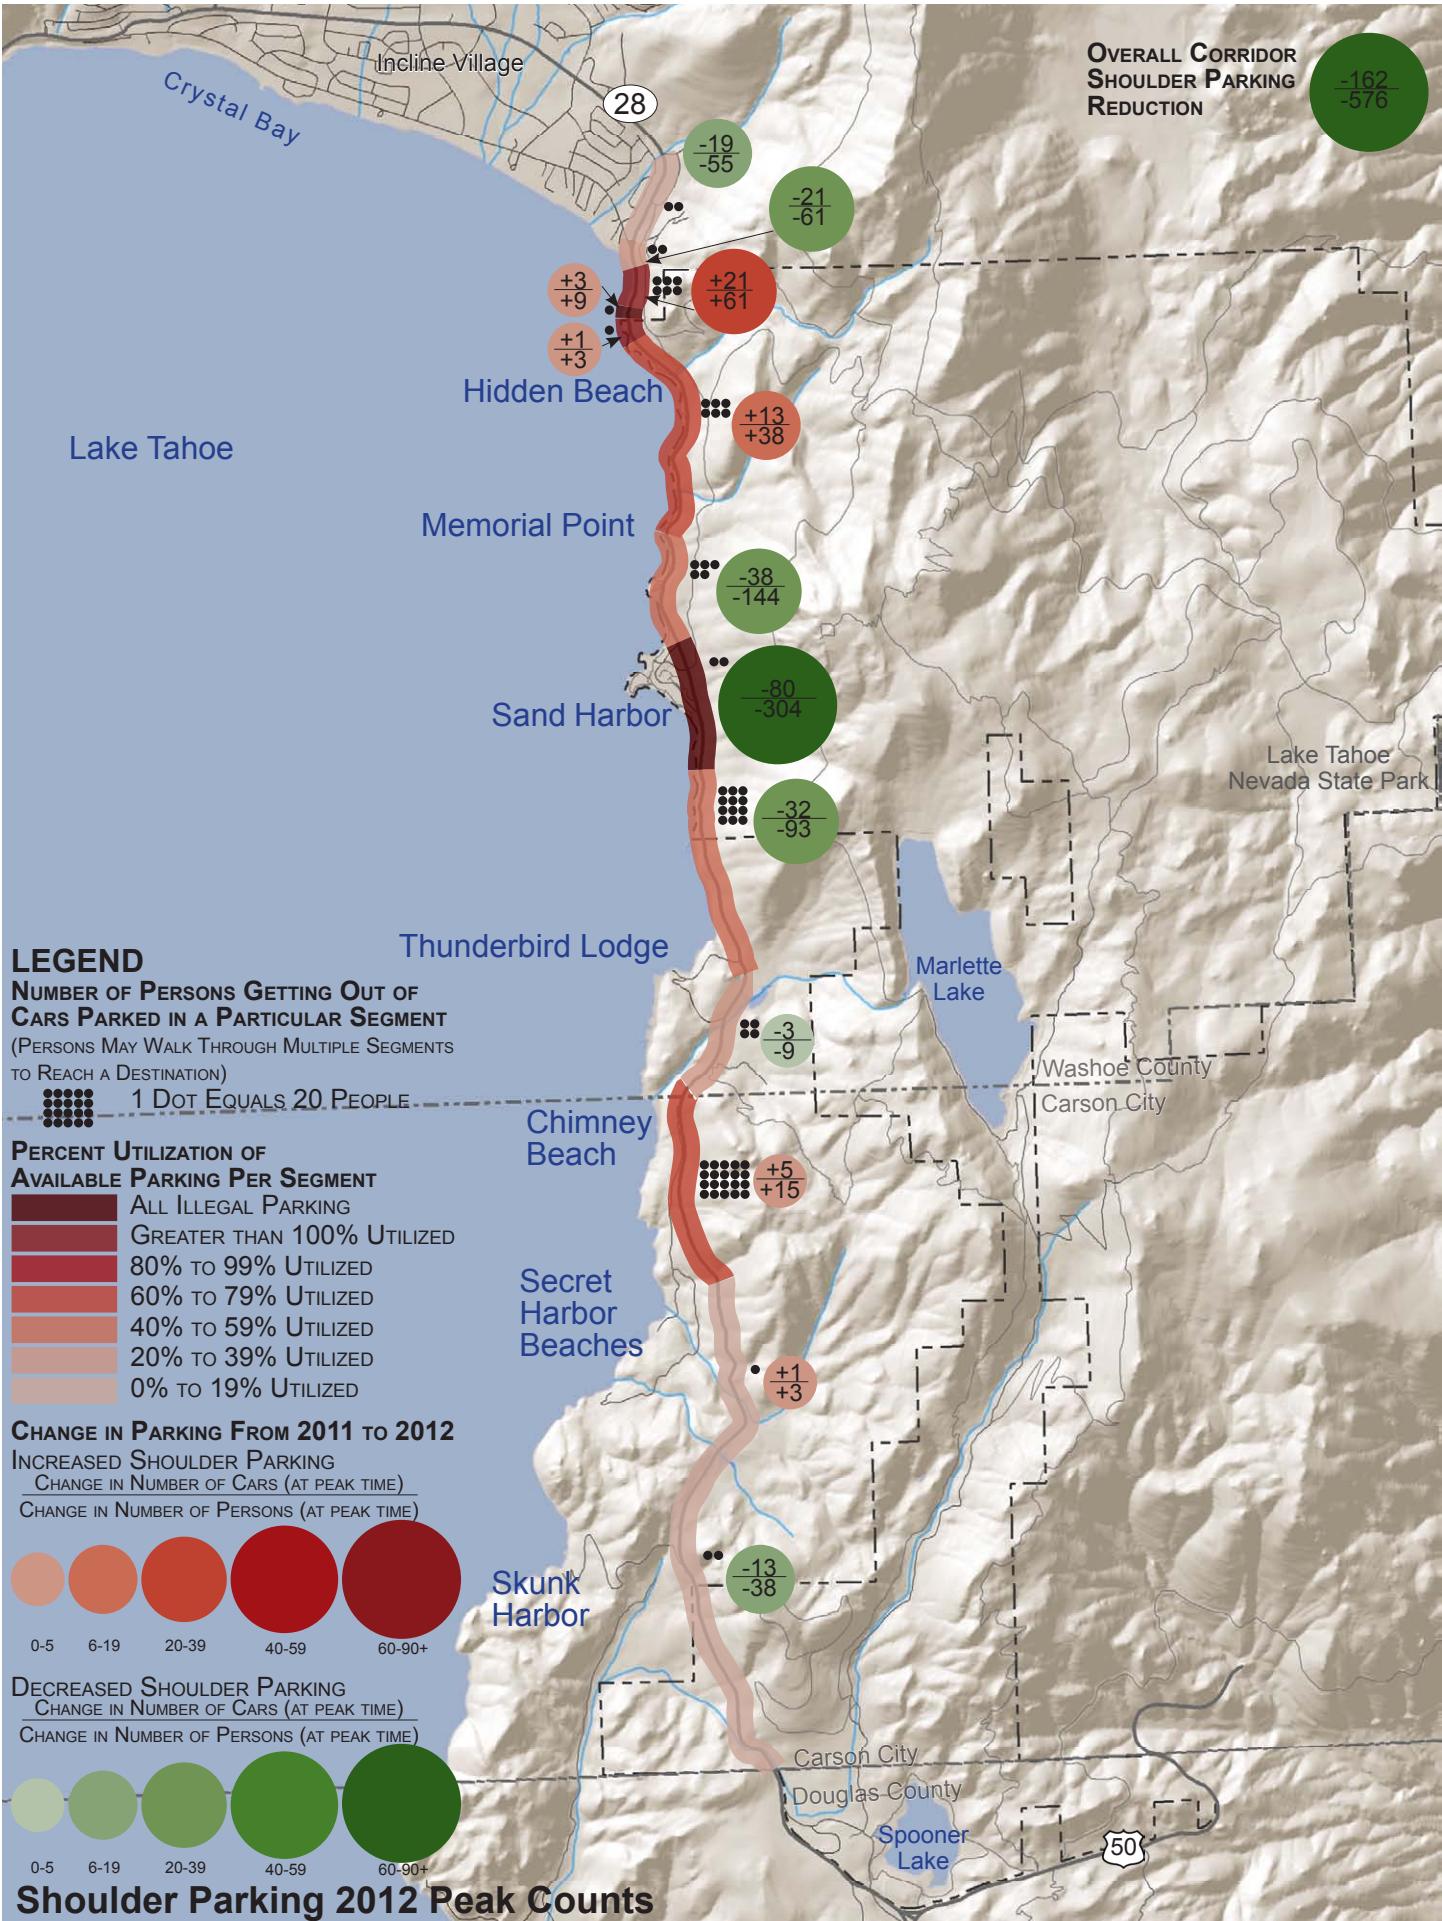 Incline Village
Crystal Bay
28
OVERALL CORRIDOR
SHOULDER PARKING
REDUCTION
-162
-576
-19
-55
-21
-61
+3
+9
+21
+61
+1
+3
Hidden Beach
+13
+38
Lake Tahoe
Memorial Point
-38
-144
Sand Harbor
-80
-304
Lake Tahoe
Nevada State Park
-32
-93
Thunderbird Lodge
Marlette
Lake
-3
-9
Washoe County
Carson City
Chimney
Beach
+5
+15
Secret
Harbor
Beaches
+1
+3
Skunk
Harbor
-13
-38
Carson City
Douglas County
Spooner
Lake
50
LEGEND
NUMBER OF PERSONS GETTING OUT OF
CARS PARKED IN A PARTICULAR SEGMENT
(PERSONS MAY WALK THROUGH MULTIPLE SEGMENTS
TO REACH A DESTINATION)
1 DOT EQUALS 20 PEOPLE
PERCENT UTILIZATION OF
AVAILABLE PARKING PER SEGMENT
ALL ILLEGAL PARKING
GREATER THAN 100% UTILIZED
80% TO 99% UTILIZED
60% TO 79% UTILIZED
40% TO 59% UTILIZED
20% TO 39% UTILIZED
0% TO 19% UTILIZED
CHANGE IN PARKING FROM 2011 TO 2012
INCREASED SHOULDER PARKING
CHANGE IN NUMBER OF CARS (AT PEAK TIME)
CHANGE IN NUMBER OF PERSONS (AT PEAK TIME)
0-5 6-19 20-39 40-59 60-90+
DECREASED SHOULDER PARKING
CHANGE IN NUMBER OF CARS (AT PEAK TIME)
CHANGE IN NUMBER OF PERSONS (AT PEAK TIME)
0-5 6-19 20-39 40-59 60-90+
Shoulder Parking 2012 Peak Counts